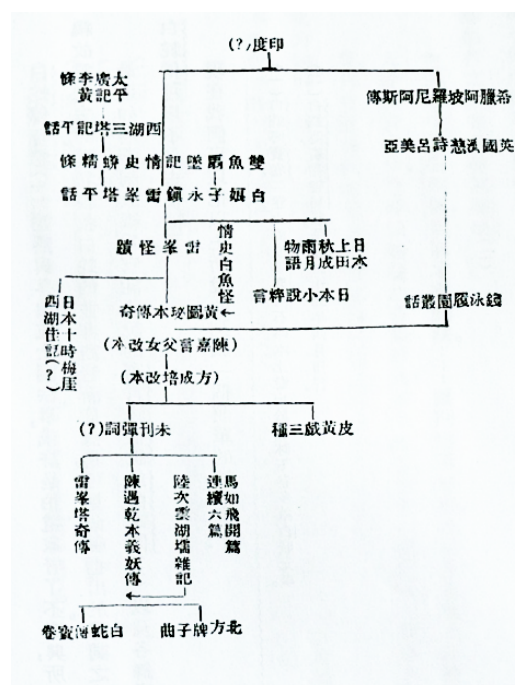 印度(?)
太平廣記李黃條
希臘阿坡羅尼阿斯傳
西湖三塔記平話
英國濟慈詩呂美亞
雙魚扇墜記情史蟒精條
白娘子永鎮雷峯塔平話
日本上田秋成雨月物語
情史白魚怪
雷峯怪蹟
日本小說粹言
錢泳履園叢話
黃圖珌本傳奇
日本十時梅厓
西湖佳話(?)
(陳嘉言父女改本)
(方成培改本)
皮黃戲三種
未刊彈詞(?)
馬如飛開篇
連續六篇
陸次雲湖壖雜記
陳遇乾本義妖傳
雷峯塔奇傳
北方牌子曲
白蛇傳寶卷